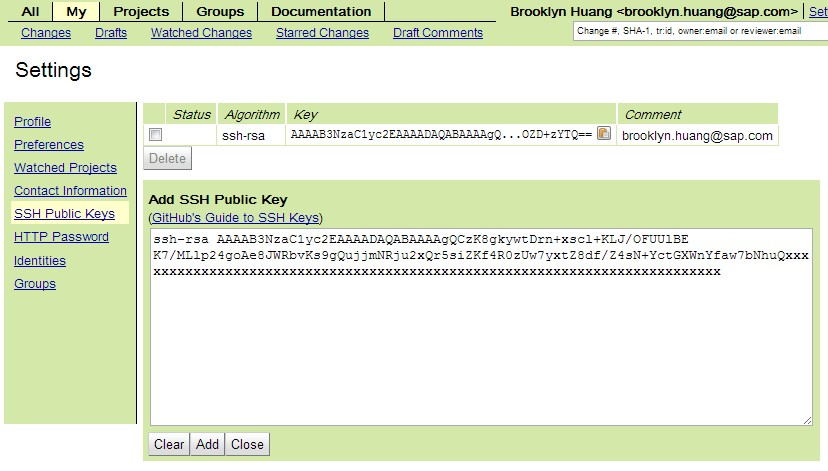 All My Projects Groups Documentation Brooklyn Huang <brooklyn.huang@sap.com> Set
Changes Drafts Watched Changes Starred Changes Draft Comments Change #, SHA-1, tr:id, owner:email or reviewer:email
Settings
Profile
Preferences
Watched Projects
Contact Information
SSH Public Keys
HTTP Password
Identities
Groups
Status Algorithm Key Comment
ssh-rsa AAAAB3NzaC1yc2EAAAADAQABAAAAgQ...OZD+zYTQ== brooklyn.huang@sap.com
Delete
Add SSH Public Key
(GitHub's Guide to SSH Keys)
ssh-rsa AAAAB3NzaC1yc2EAAAADAQABAAAAgQCzK8gkywtDrn+xscl+KLJ/OFUUlBE
K7/MLlp24goAe8JWRbvKs9gQujjmNRju2xQr5siZKf4R0zUw7yxtZ8df/Z4sN+YctGXWnYfaw7bNhuQxxx
xxxxxxxxxxxxxxxxxxxxxxxxxxxxxxxxxxxxxxxxxxxxxxxxxxxxxxxxxxxxxxxxxxxxxx
Clear Add Close